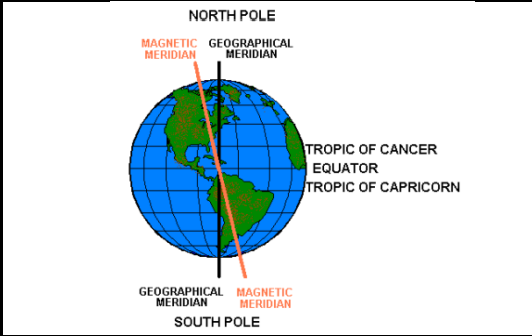 NORTH POLE
MAGNETIC MERIDIAN
GEOGRAPHICAL MERIDIAN
TROPIC OF CANCER
EQUATOR
TROPIC OF CAPRICORN
GEOGRAPHICAL MERIDIAN
MAGNETIC MERIDIAN
SOUTH POLE